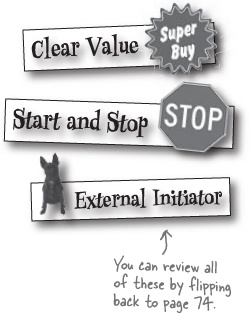 Clear Value
Super
Buy
Start and Stop
STOP
External Initiator
You can review all
of these by flipping
back to page 74.